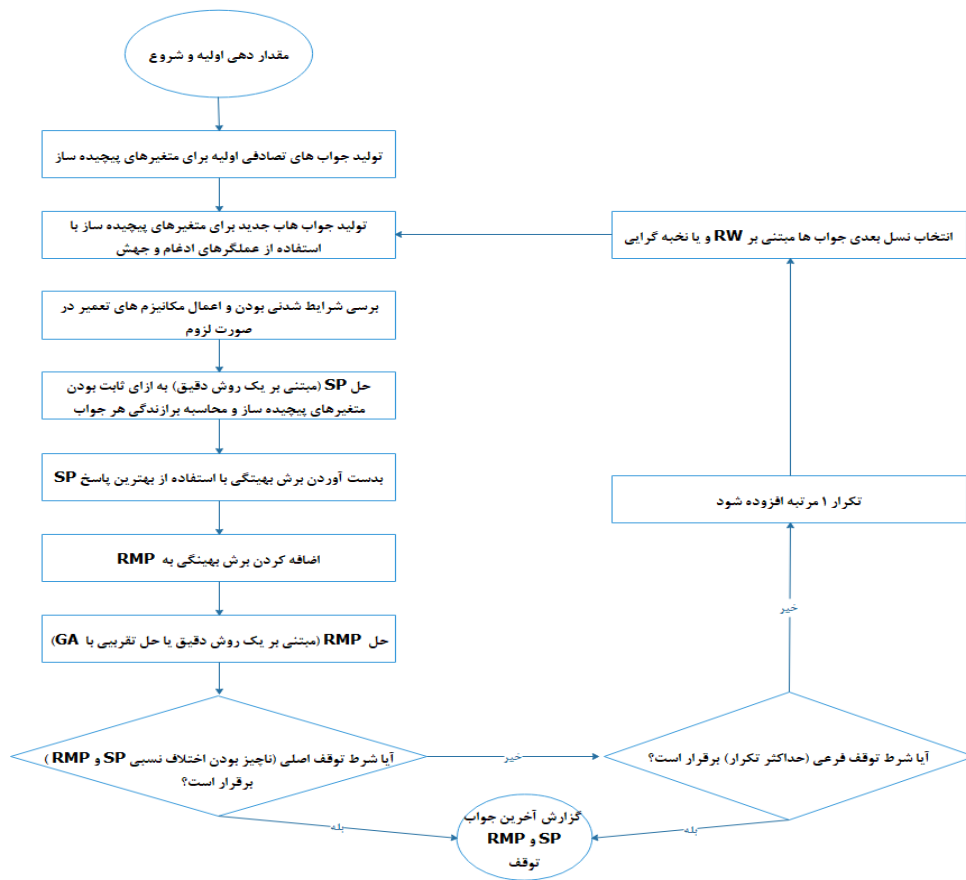 مقدار دهی اولیه و شروع
تولید جواب های تصادفی اولیه برای متغیرهای پیچیده ساز
تولید جواب هاب جدید برای متغیرهای پیچیده ساز با
استفاده از عملگرهای ادغام و جهش
انتخاب نسل بعدی جواب ها مبتنی بر RW و یا نخبه گرایی
برسی شرایط شدنی بودن و اعمال مکانیزم های تعمیر در
صورت لزوم
حل SP (مبتنی بر یک روش دقیق) به ازای ثابت بودن
متغیرهای پیچیده ساز و محاسبه برازندگی هر جواب
بدست آوردن برش بهیتگی با استفاده از بهترین پاسخ SP
تکرار ۱ مرتبه افزوده شود
اضافه کردن برش بهینگی به RMP
خیر
حل RMP (مبتنی بر یک روش دقیق یا حل تقریبی با GA)
آیا شرط توقف اصلی (ناچیز بودن اختلاف نسبی SP و RMP )
برقرار است؟
خیر
آیا شرط توقف فرعی (حداکثر تکرار) برقرار است؟
بله
گزارش آخرین جواب
SP و RMP
توقف
بله